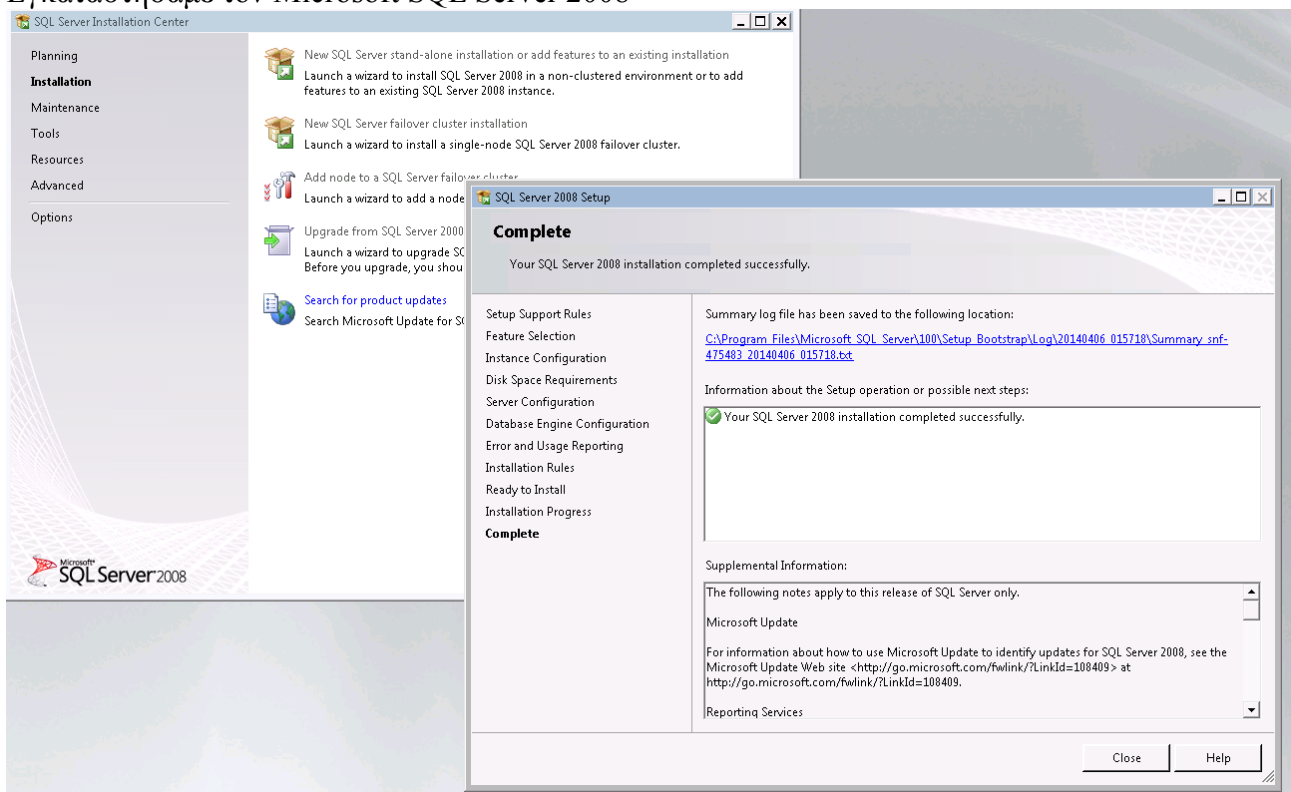 Εγκαταστήσαμε τον Microsoft SQL Server 2008
SQL Server Installation Center
Planning
Installation
Maintenance
Tools
Resources
Advanced
Options
New SQL Server stand-alone installation or add features to an existing installation
Launch a wizard to install SQL Server 2008 in a non-clustered environment or to add
features to an existing SQL Server 2008 instance.
New SQL Server failover cluster installation
Launch a wizard to install a single-node SQL Server 2008 failover cluster.
Add node to a SQL Server failover cluster
Launch a wizard to add a node
Upgrade from SQL Server 2000
Launch a wizard to upgrade SQ
Before you upgrade, you shou
Search for product updates
Search Microsoft Update for S
Microsoft
SQL Server 2008
SQL Server 2008 Setup
Complete
Your SQL Server 2008 installation completed successfully.
Setup Support Rules
Feature Selection
Instance Configuration
Disk Space Requirements
Server Configuration
Database Engine Configuration
Error and Usage Reporting
Installation Rules
Ready to Install
Installation Progress
Complete
Summary log file has been saved to the following location:
C:\Program Files\Microsoft SQL Server\100\Setup Bootstrap\Log\20140406_015718\Summary_snf-
475483_20140406_015718.txt
Information about the Setup operation or possible next steps:
Your SQL Server 2008 installation completed successfully.
Supplemental Information:
The following notes apply to this release of SQL Server only.
Microsoft Update
For information about how to use Microsoft Update to identify updates for SQL Server 2008, see the
Microsoft Update Web site <http://go.microsoft.com/fwlink/?LinkId=108409> at
http://go.microsoft.com/fwlink/?LinkId=108409.
Reporting Services
Close
Help